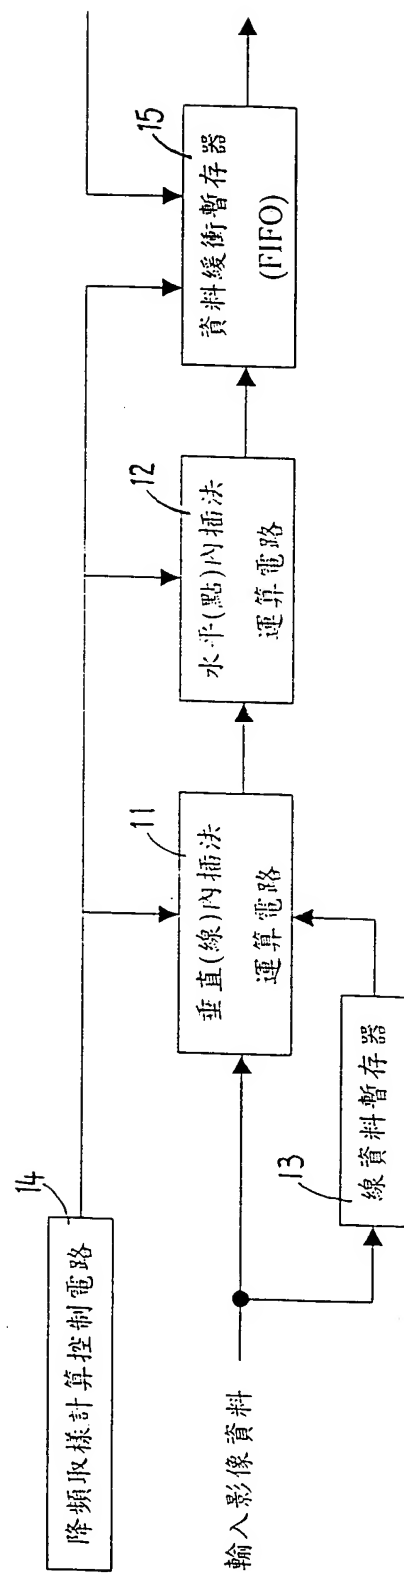 降頻取樣計算控制電路
14
輸入影像資料
垂直(線)內插法
運算電路
11
線資料暫存器
13
水平(點)內插法
運算電路
12
資料緩衝暫存器
(FIFO)
15